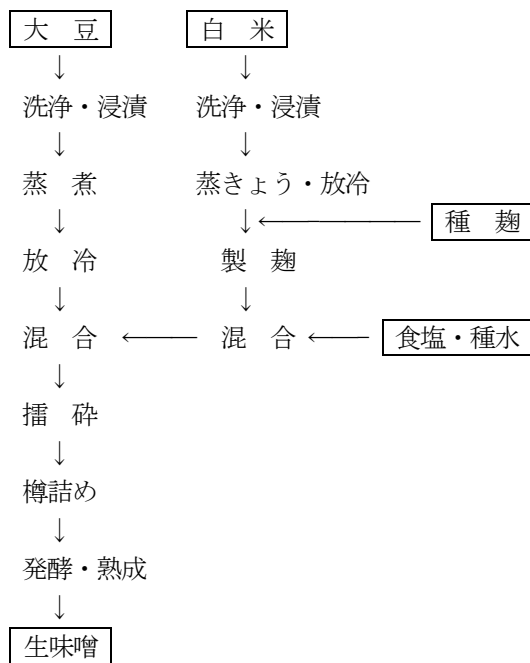 大　豆　　白　米
↓　　↓
洗浄・浸漬　　洗浄・浸漬
↓　　↓
蒸　煮　　蒸きょう・放冷
↓　　↓←種　麹
放　冷　　製　麹
↓　　↓
混　合　←　混　合　←　食塩・種水
↓
擂　砕
↓
樽詰め
↓
発酵・熟成
↓
生味噌